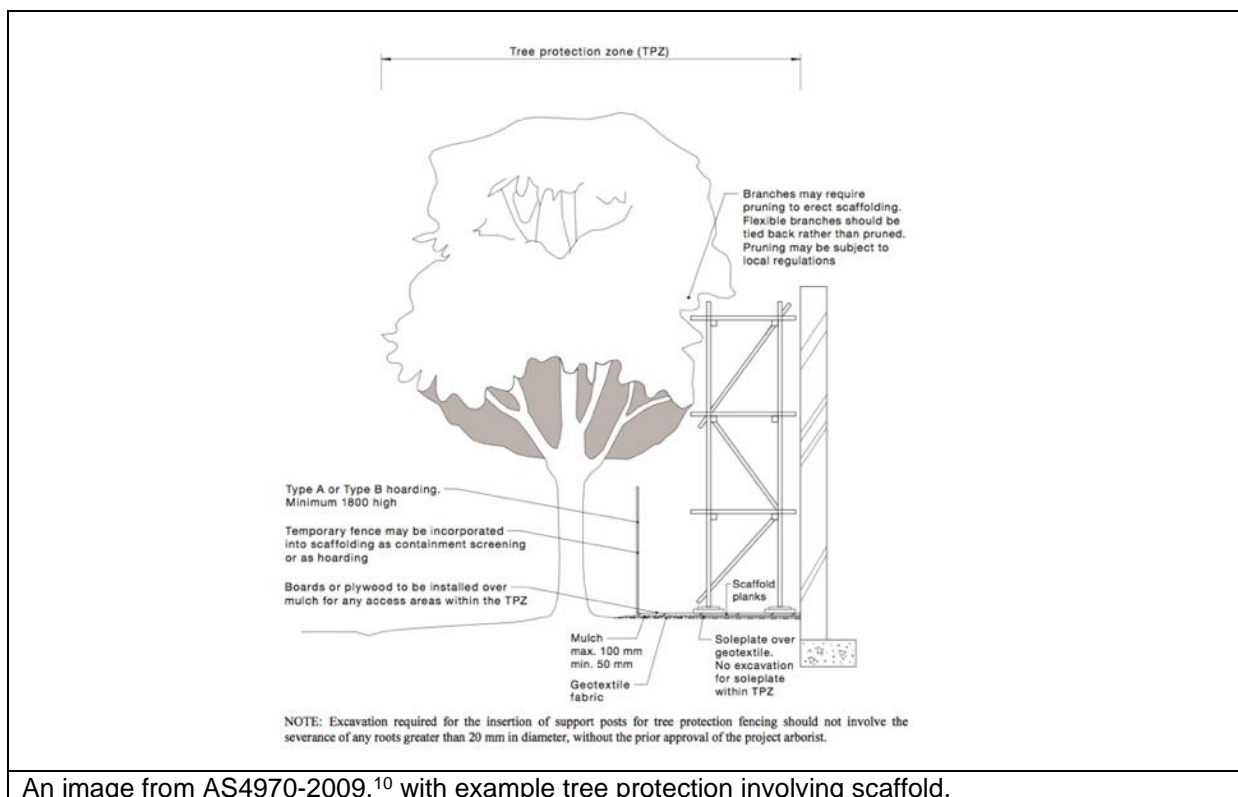 Tree protection zone (TPZ)
Branches may require
pruning to erect scaffolding.
Flexible branches should be
tied back rather than pruned.
Pruning may be subject to
local regulations
Type A or Type B hoarding.
Minimum 1800 high
Temporary fence may be incorporated
into scaffolding as containment screening
or as hoarding
Boards or plywood to be installed over
mulch for any access areas within the TPZ
Scaffold
planks
Mulch
max. 100 mm
min. 50 mm
Geotextile
fabric
Soleplate over
geotextile.
No excavation
for soleplate
within TPZ
NOTE: Excavation required for the insertion of support posts for tree protection fencing should not involve the
severance of any roots greater than 20 mm in diameter, without the prior approval of the project arborist.
An image from AS4970-2009,10 with example tree protection involving scaffold.